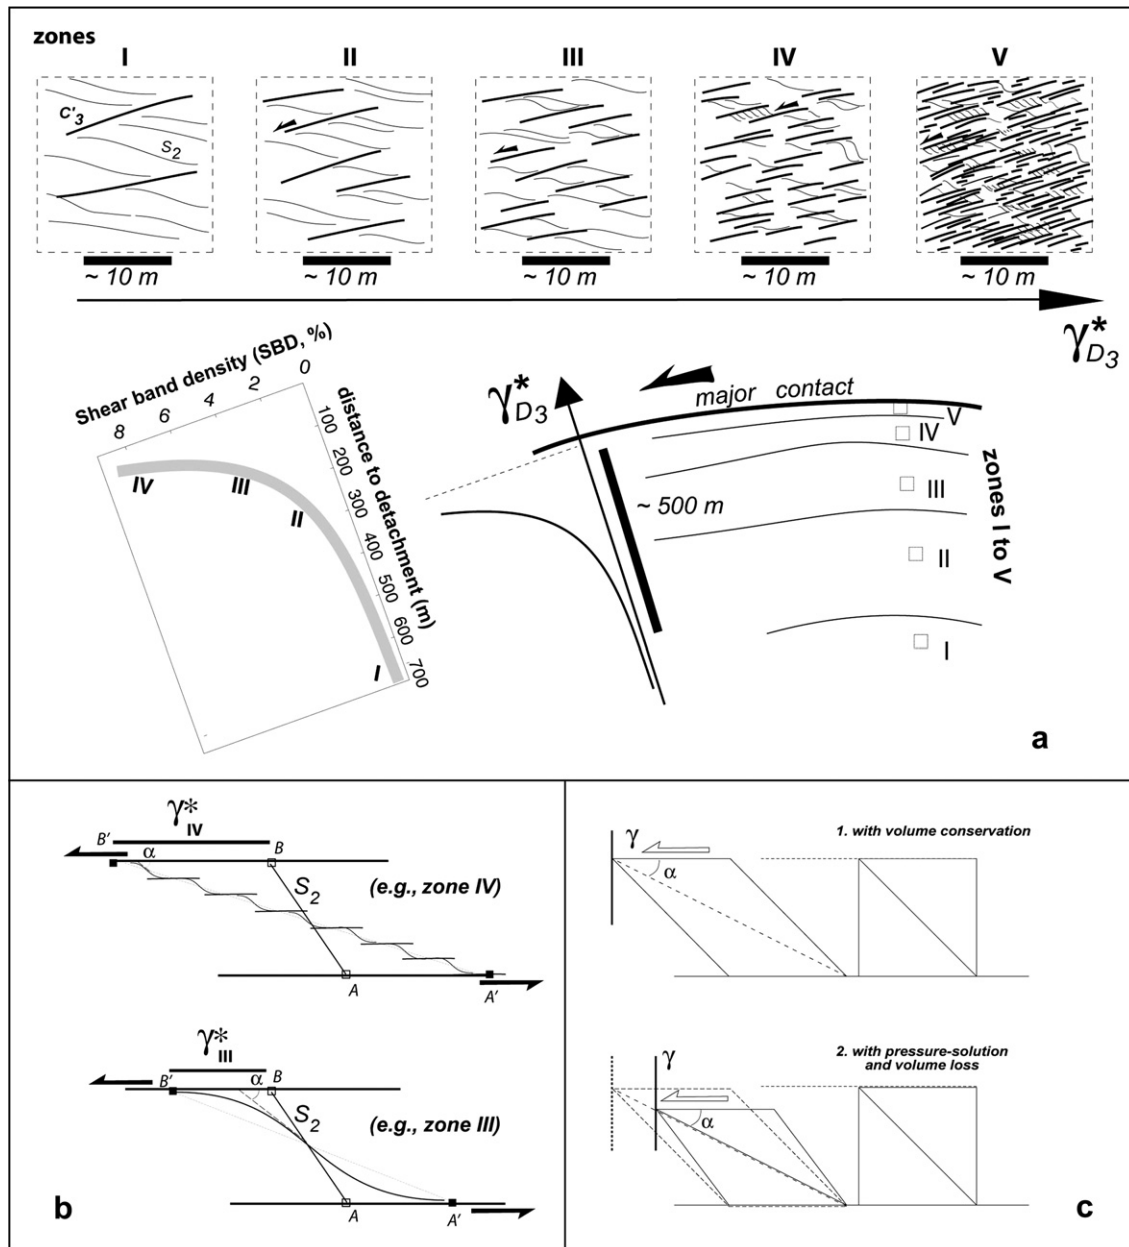 zones
I II III IV V
C'3
S2
~ 10 m ~ 10 m ~ 10 m ~ 10 m ~ 10 m
γ*D3
Shear band density (SBD, %)
8 6 4 2 0
distance to detachment (m)
100
200
300
400
500
600
700
IV
III
II
I
γ*D3
major contact
~ 500 m
V
IV
III
II
I
zones I to V
a
γ*IV
B'
α
B
S2
(e.g., zone IV)
A
A'
γ*III
B'
α
B
S2
(e.g., zone III)
A
A'
b
1. with volume conservation
γ
α
2. with pressure-solution
and volume loss
γ
α
c